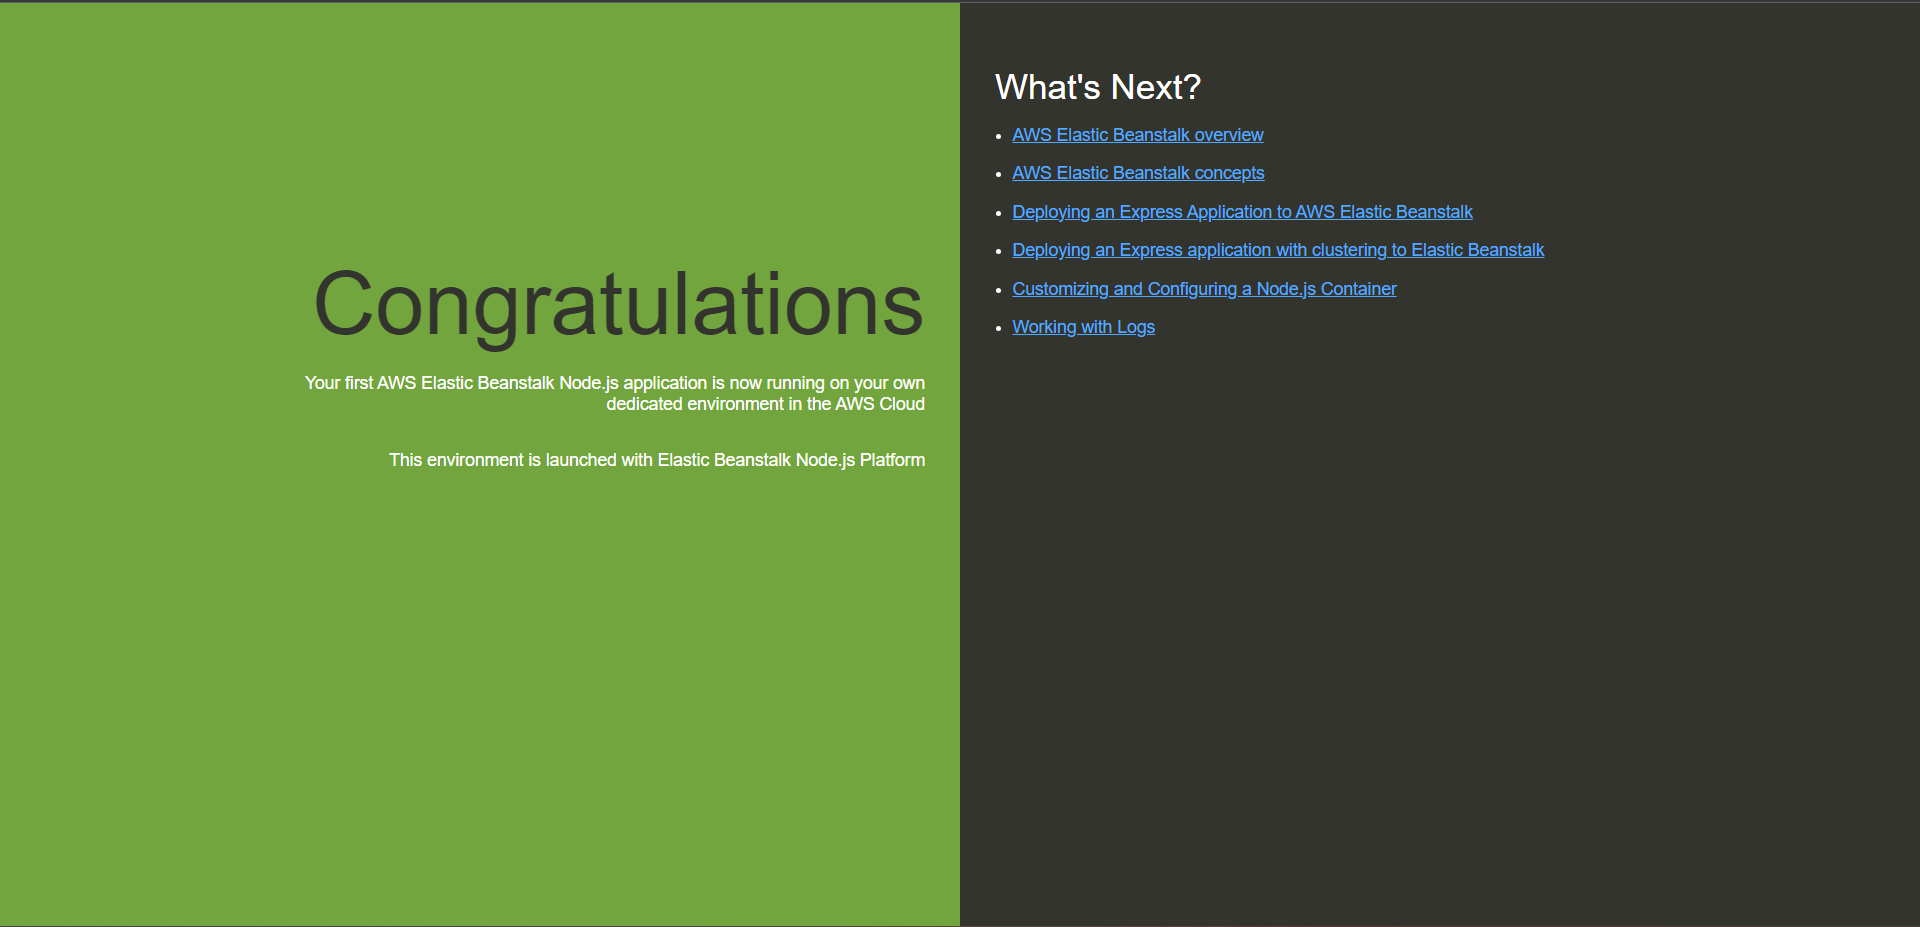 Congratulations
Your first AWS Elastic Beanstalk Node.js application is now running on your own
dedicated environment in the AWS Cloud
This environment is launched with Elastic Beanstalk Node.js Platform
What's Next?
AWS Elastic Beanstalk overview
AWS Elastic Beanstalk concepts
Deploying an Express Application to AWS Elastic Beanstalk
Deploying an Express application with clustering to Elastic Beanstalk
Customizing and Configuring a Node.js Container
Working with Logs